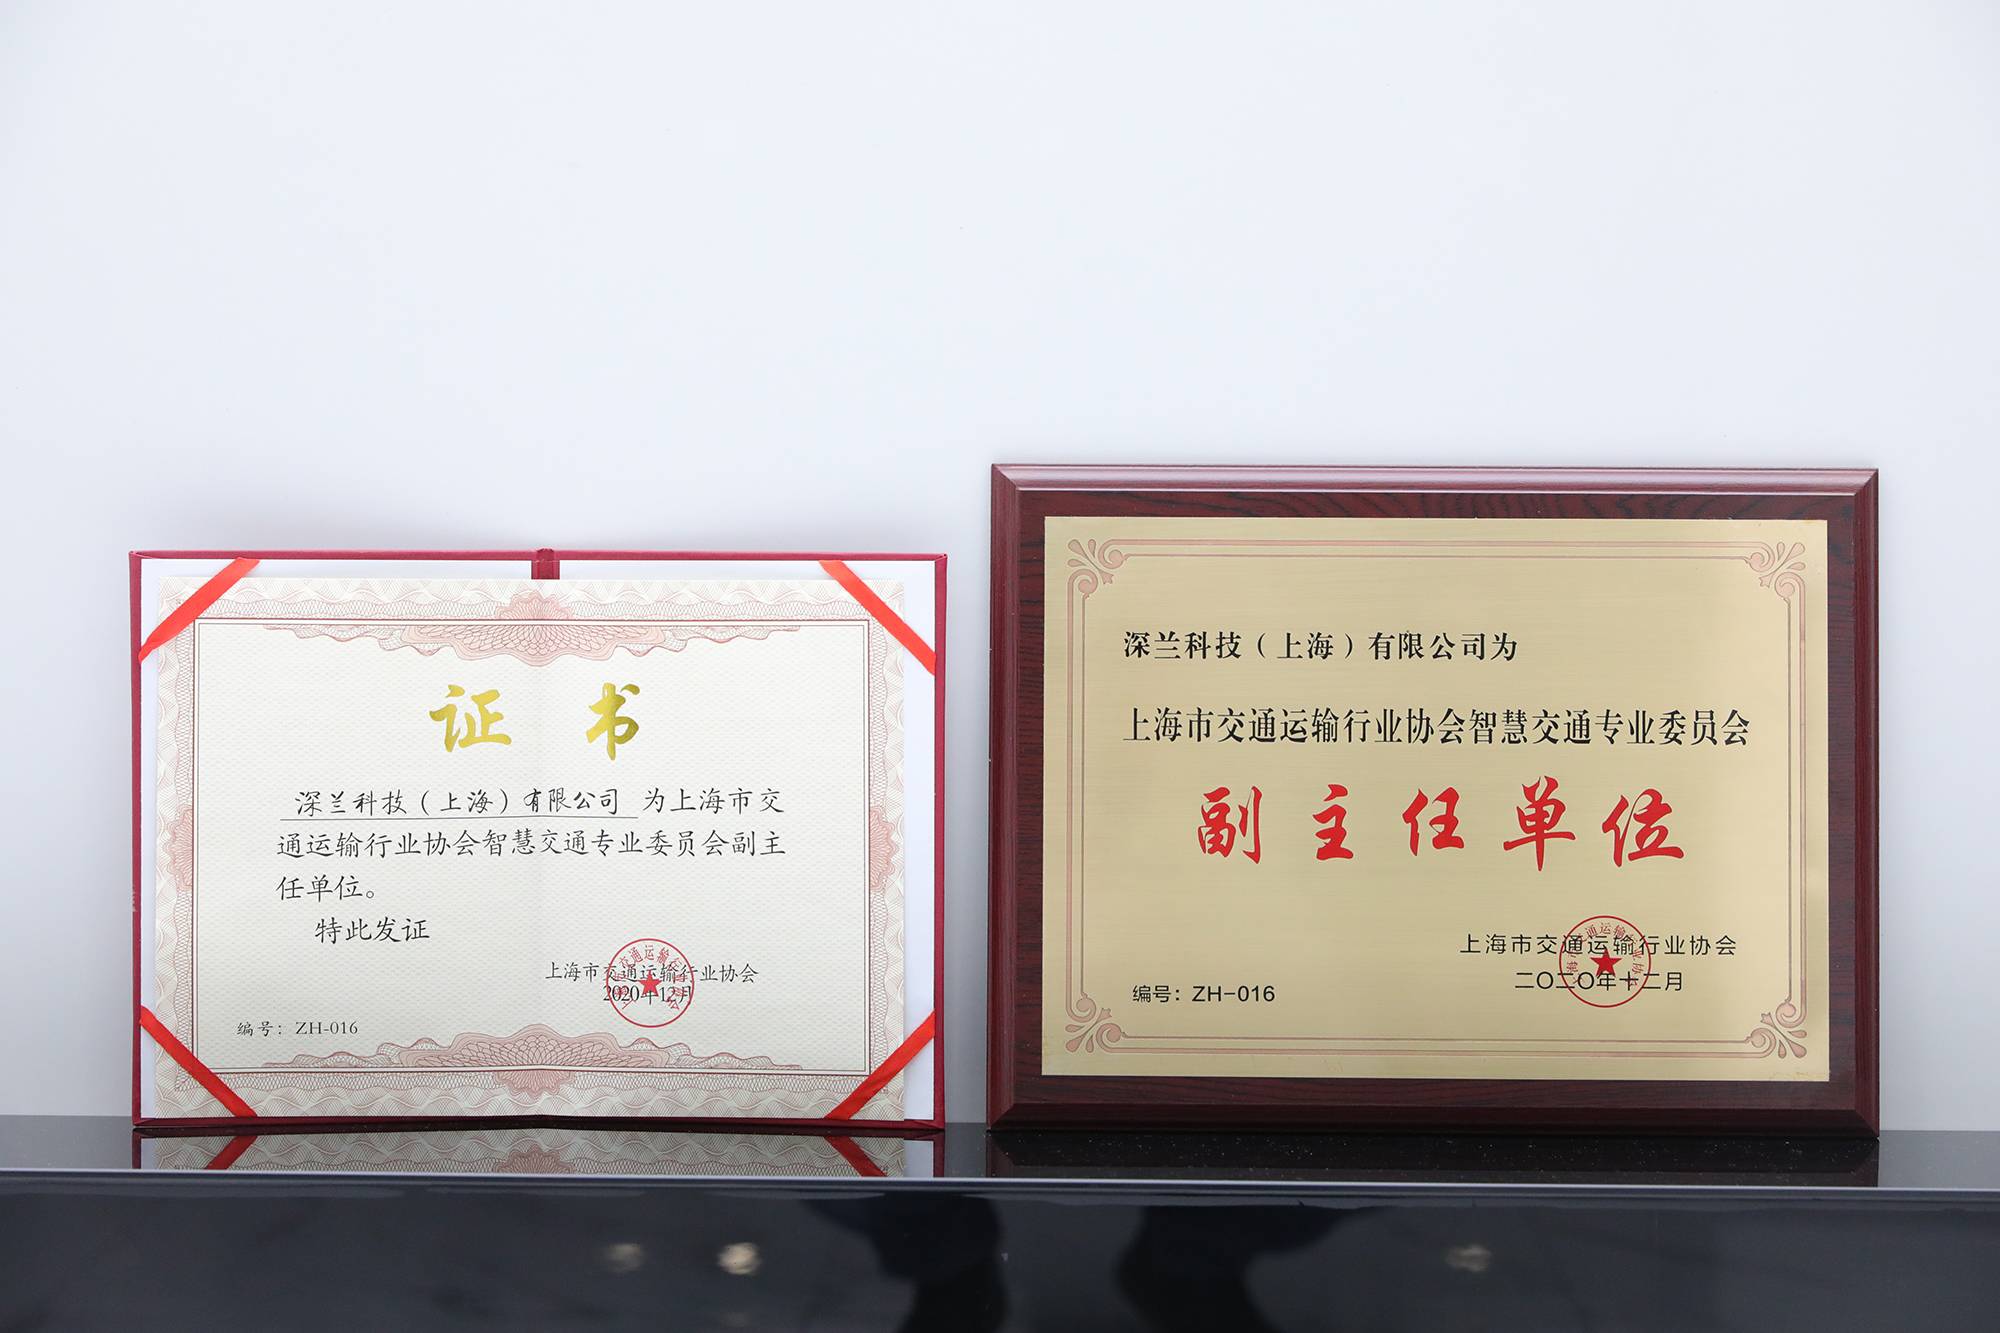 证书
深兰科技（上海）有限公司 为上海市交
通运输行业协会智慧交通专业委员会副主
任单位。
特此发证
上海市交通运输行业协会
2020年12月
编号：ZH-016
深兰科技（上海）有限公司为
上海市交通运输行业协会智慧交通专业委员会
副主任单位
上海市交通运输行业协会
二〇二〇年十二月
编号：ZH-016